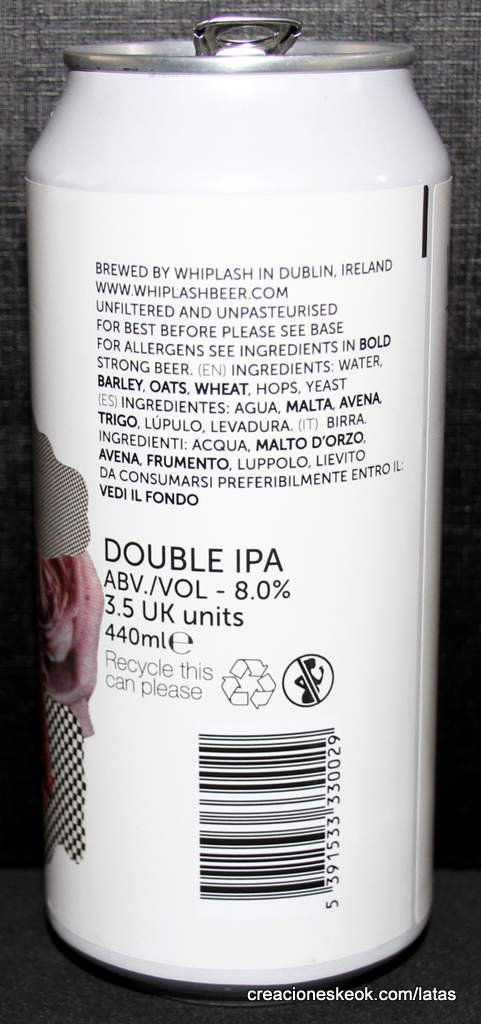 BREWED BY WHIPLASH IN DUBLIN, IRELAND
WWW.WHIPLASHBEER.COM
UNFILTERED AND UNPASTEURISED
FOR BEST BEFORE PLEASE SEE BASE
FOR ALLERGENS SEE INGREDIENTS IN BOLD
STRONG BEER. (EN) INGREDIENTS: WATER,
BARLEY, OATS, WHEAT, HOPS, YEAST
(ES) INGREDIENTES: AGUA, MALTA, AVENA,
TRIGO, LÚPULO, LEVADURA. (IT) BIRRA.
INGREDIENTI: ACQUA, MALTO D'ORZO,
AVENA, FRUMENTO, LUPPOLO, LIEVITO
DA CONSUMARSI PREFERIBILMENTE ENTRO IL:
VEDI IL FONDO
DOUBLE IPA
ABV./VOL - 8.0%
3.5 UK units
440ml℮
Recycle this
can please
5 391533 330029
creacioneskeok.com/latas